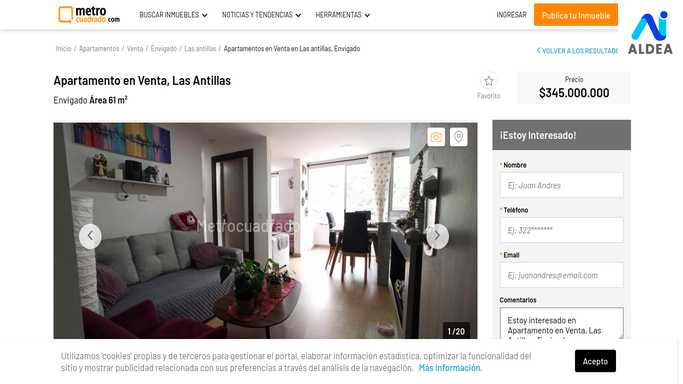 metro
cuadrado.com
BUSCAR INMUEBLES
NOTICIAS Y TENDENCIAS
HERRAMIENTAS
INGRESAR
Publica tu Inmueble
ALDEA
Inicio / Apartamentos / Venta / Envigado / Las antillas / Apartamentos en Venta en Las antillas, Envigado
VOLVER A LOS RESULTADO
Apartamento en Venta, Las Antillas
Envigado Área 61 m²
Favorito
Precio
$345.000.000
Metrocuadrado
1 / 20
¡Estoy Interesado!
* Nombre
Ej: Juan Andres
* Teléfono
Ej: 322*******
* Email
Ej: juanandres@email.com
Comentarios
Estoy interesado en
Apartamento en Venta, Las
Utilizamos 'cookies' propias y de terceros para gestionar el portal, elaborar información estadística, optimizar la funcionalidad del
sitio y mostrar publicidad relacionada con sus preferencias a través del análisis de la navegación. Más información.
Acepto